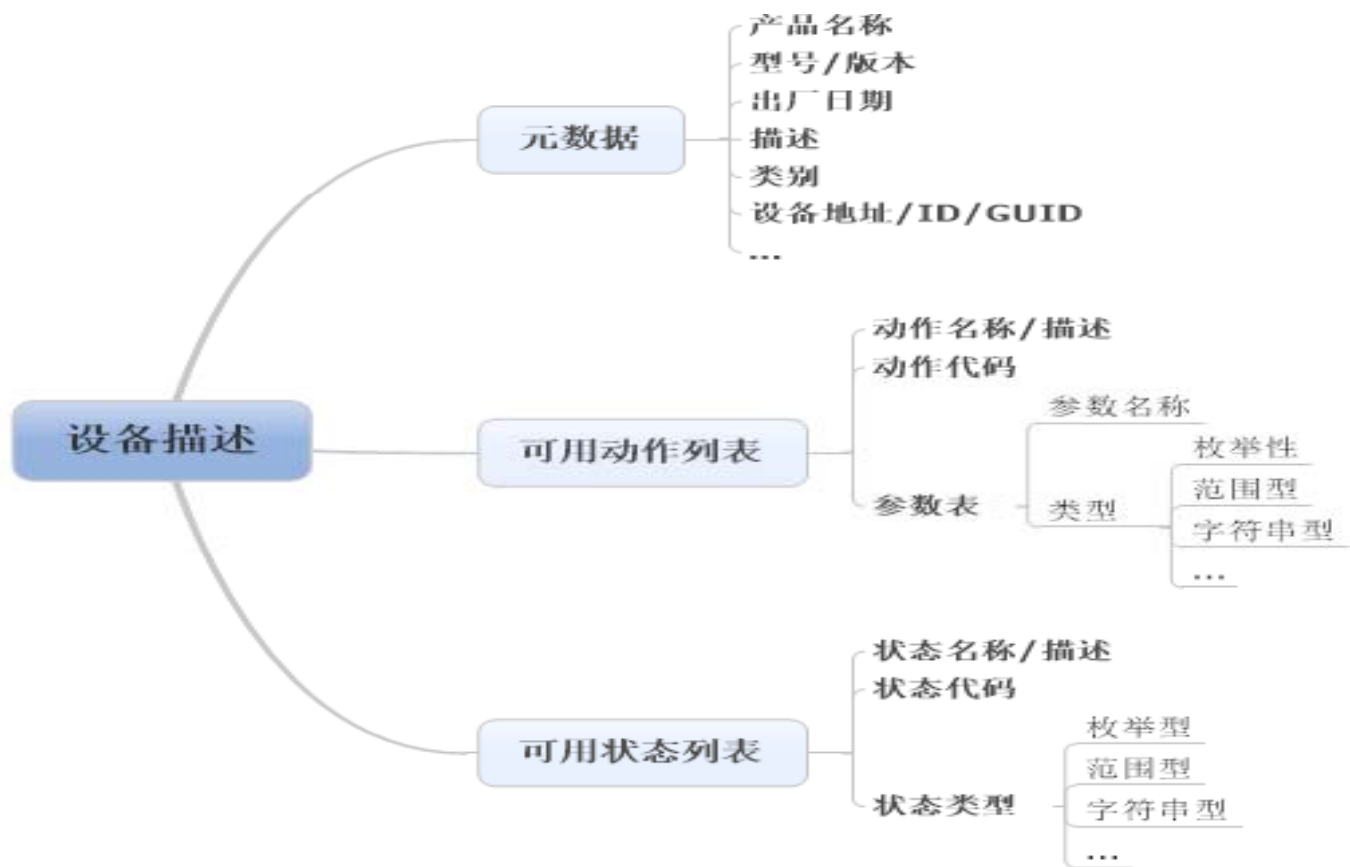 设备描述
元数据
产品名称
型号/版本
出厂日期
描述
类别
设备地址/ID/GUID
...
可用动作列表
动作名称/描述
动作代码
参数表
参数名称
类型
枚举性
范围型
字符串型
...
可用状态列表
状态名称/描述
状态代码
状态类型
枚举型
范围型
字符串型
...